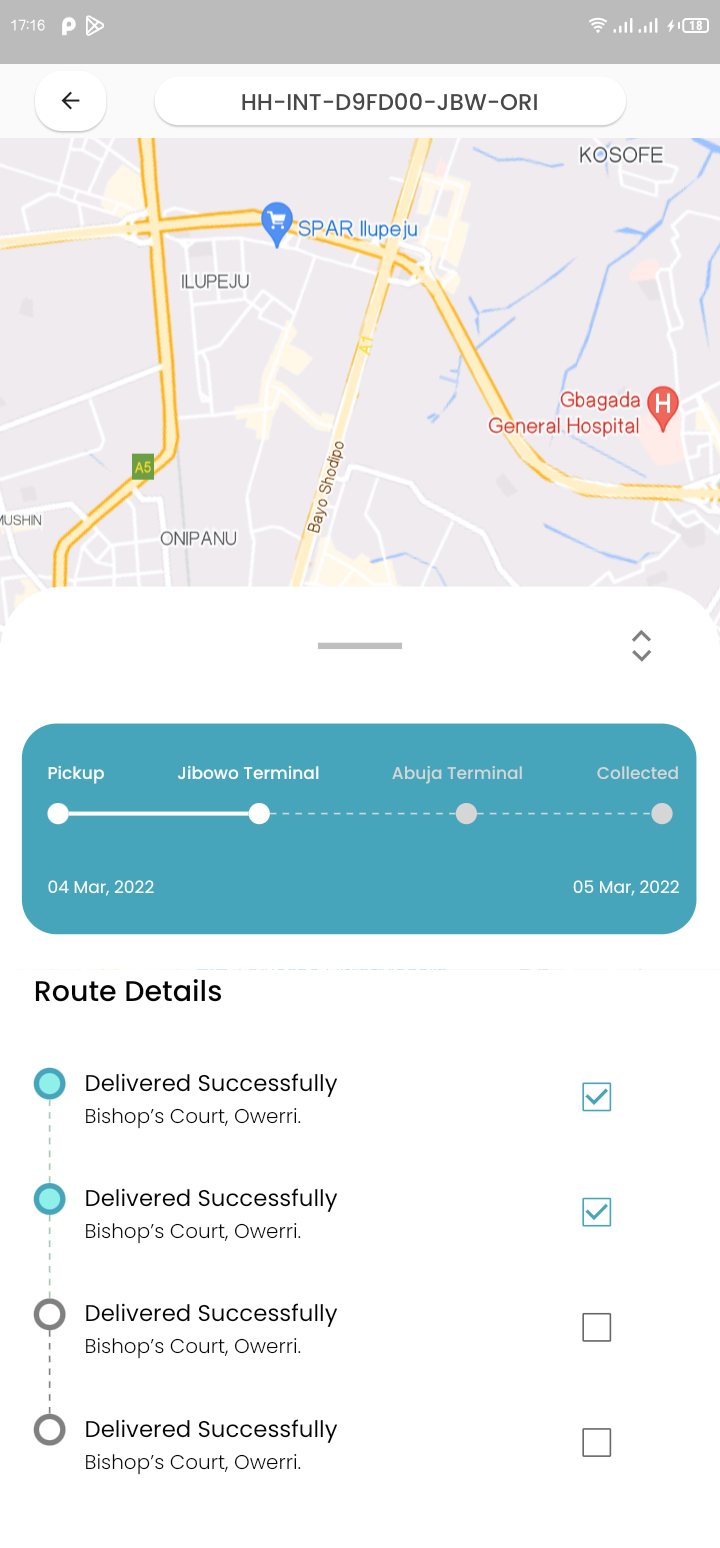 17:16
18
HH-INT-D9FD00-JBW-ORI
KOSOFE
SPAR Ilupeju
ILUPEJU
A1
Gbagada
General Hospital
A5
Bayo Shodipo
MUSHIN
ONIPANU
Pickup Jibowo Terminal Abuja Terminal Collected
04 Mar, 2022 05 Mar, 2022
Route Details
Delivered Successfully
Bishop’s Court, Owerri.
Delivered Successfully
Bishop’s Court, Owerri.
Delivered Successfully
Bishop’s Court, Owerri.
Delivered Successfully
Bishop’s Court, Owerri.